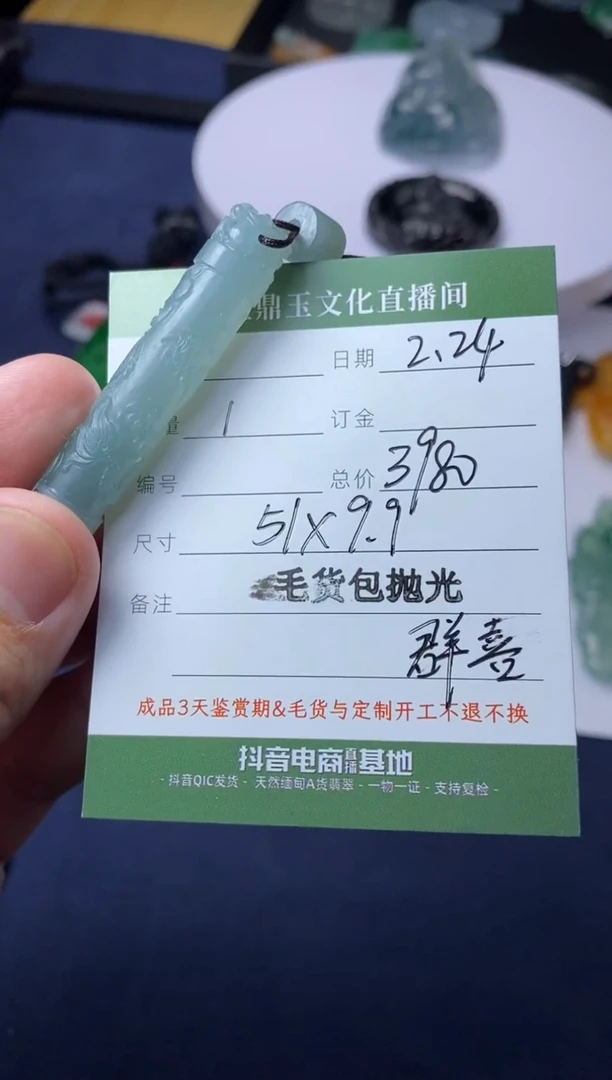 鼎玉文化直播间
日期 2.24
量 1 订金
编号 总价 3980
尺寸 51×9.9
备注 毛货包抛光
群喜
成品3天鉴赏期&毛货与定制开工不退不换
抖音电商直播基地
- 抖音QIC发货 - 天然缅甸A货翡翠 - 一物一证 - 支持复检 -